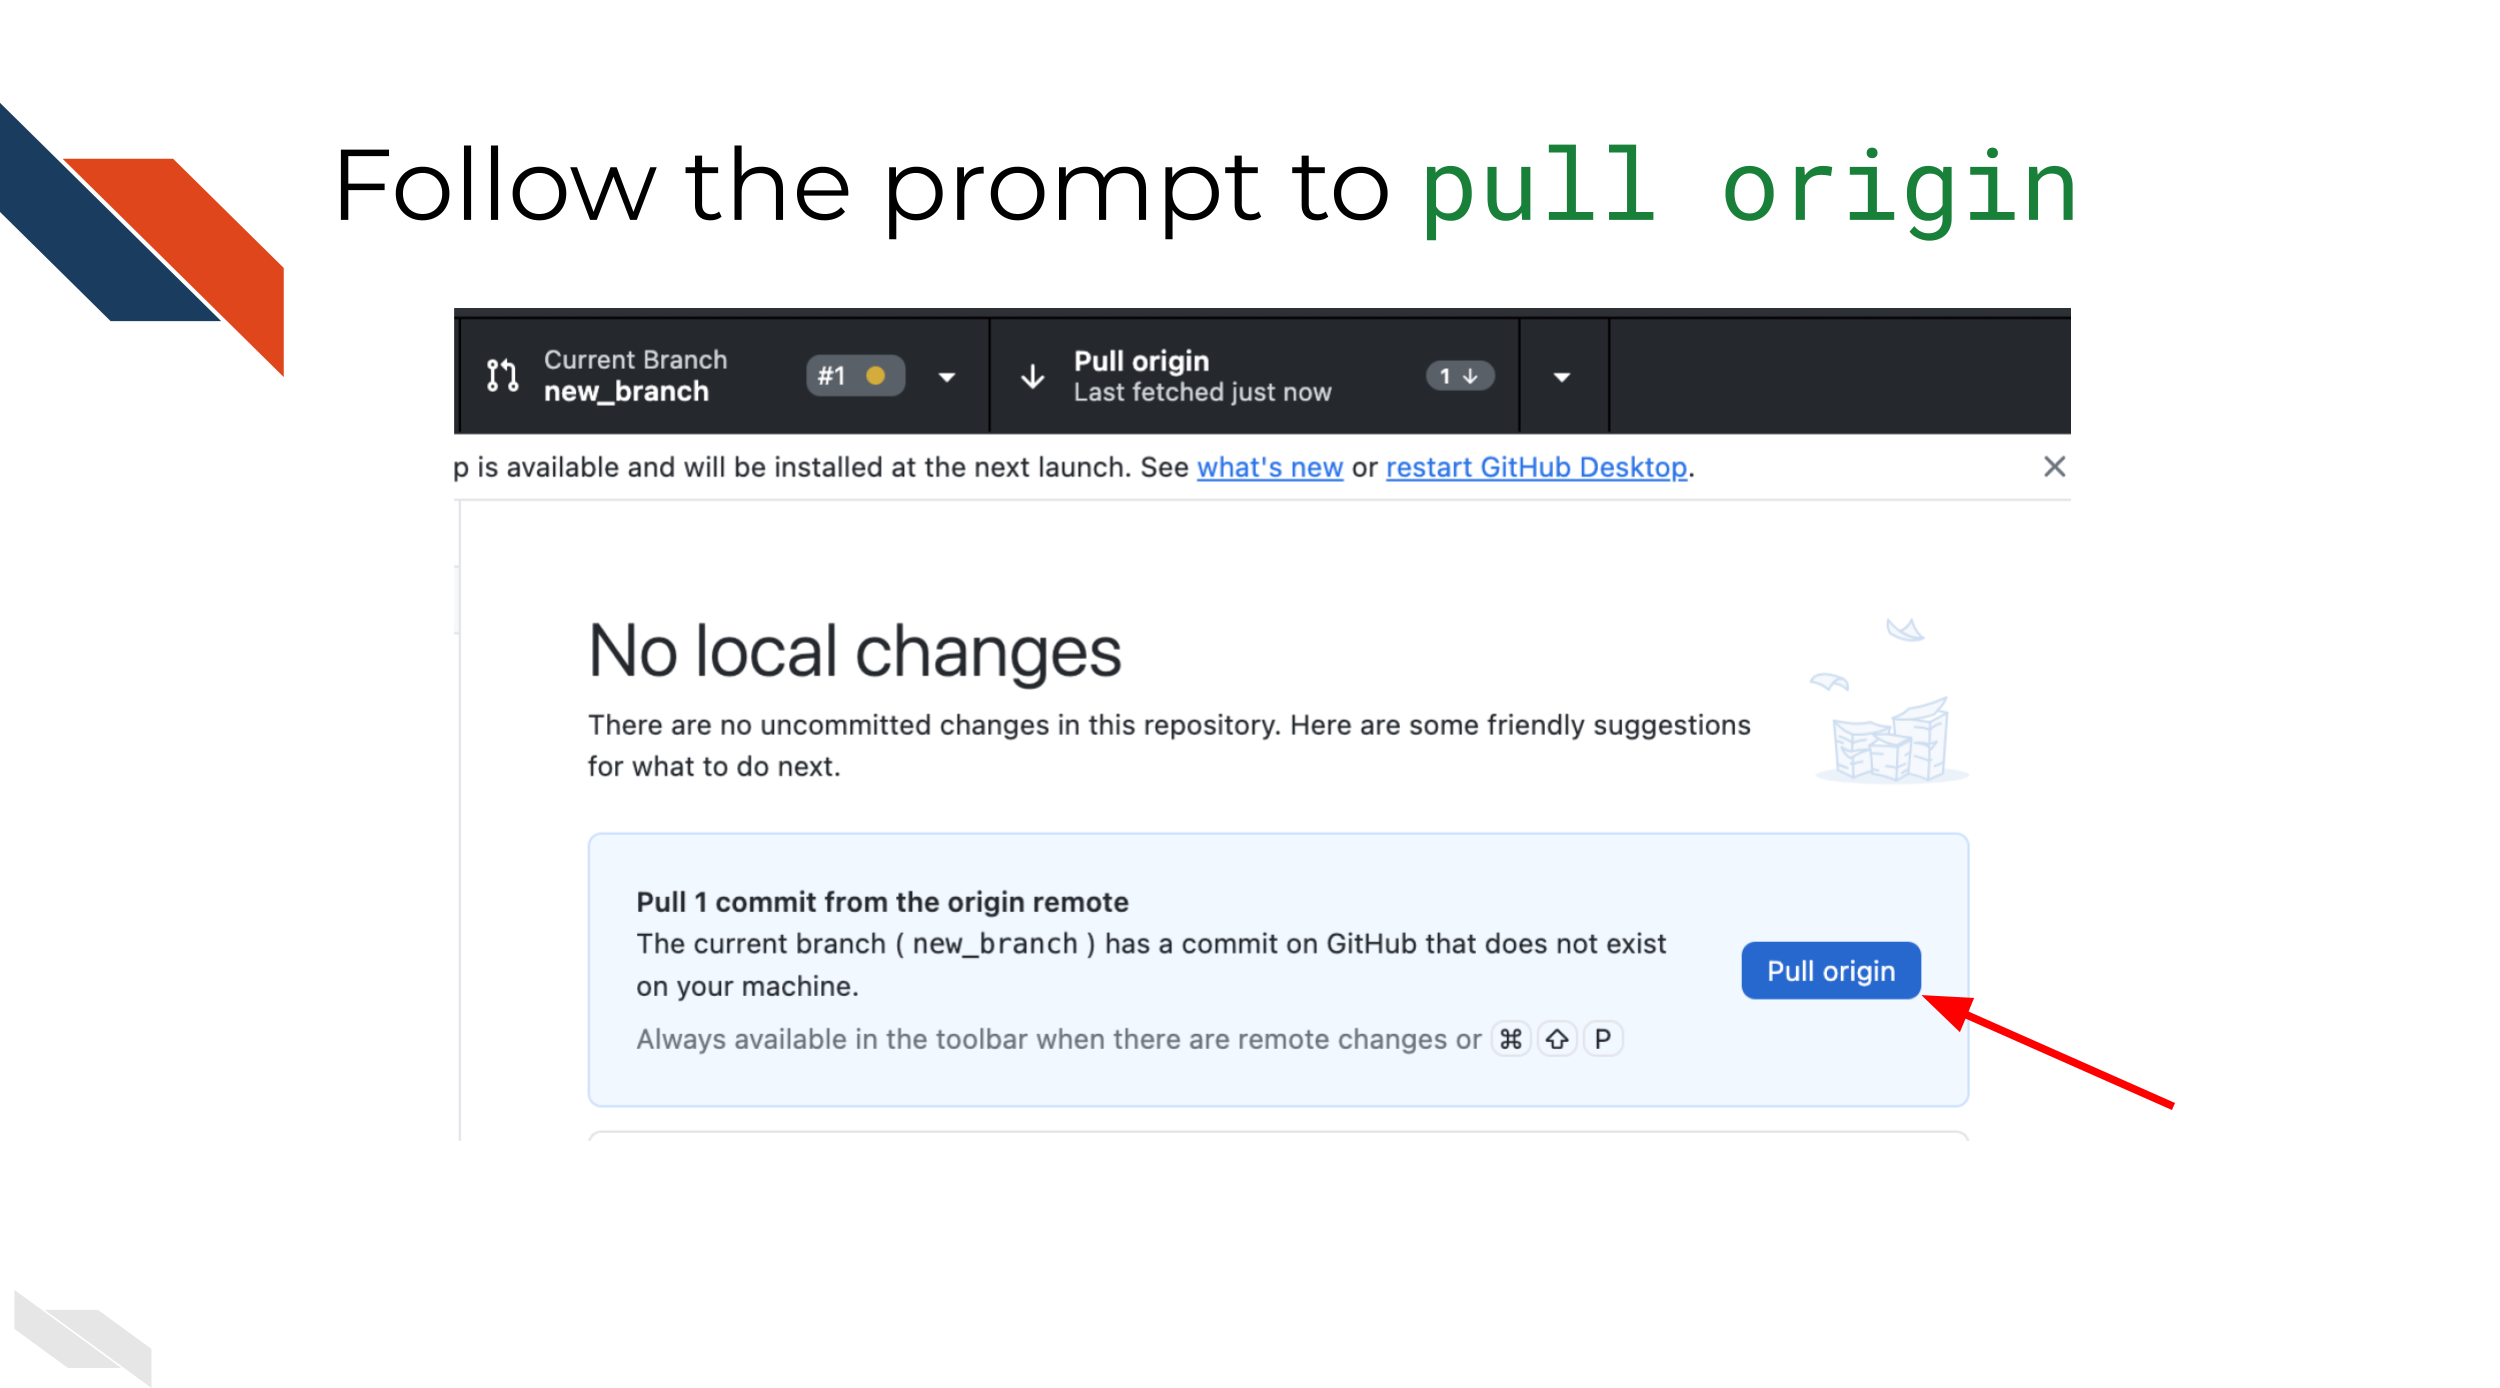 Follow the prompt to pull origin
Current Branch
new_branch
#1
Pull origin
Last fetched just now
1
p is available and will be installed at the next launch. See what's new or restart GitHub Desktop.
No local changes
There are no uncommitted changes in this repository. Here are some friendly suggestions
for what to do next.
Pull 1 commit from the origin remote
The current branch ( new_branch ) has a commit on GitHub that does not exist
on your machine.
Pull origin
Always available in the toolbar when there are remote changes or ⌘ ⇧ P